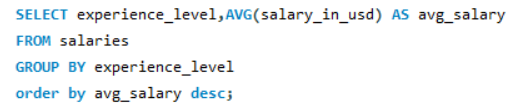 SELECT experience_level,AVG(salary_in_usd) AS avg_salary
FROM salaries
GROUP BY experience_level
order by avg_salary desc;